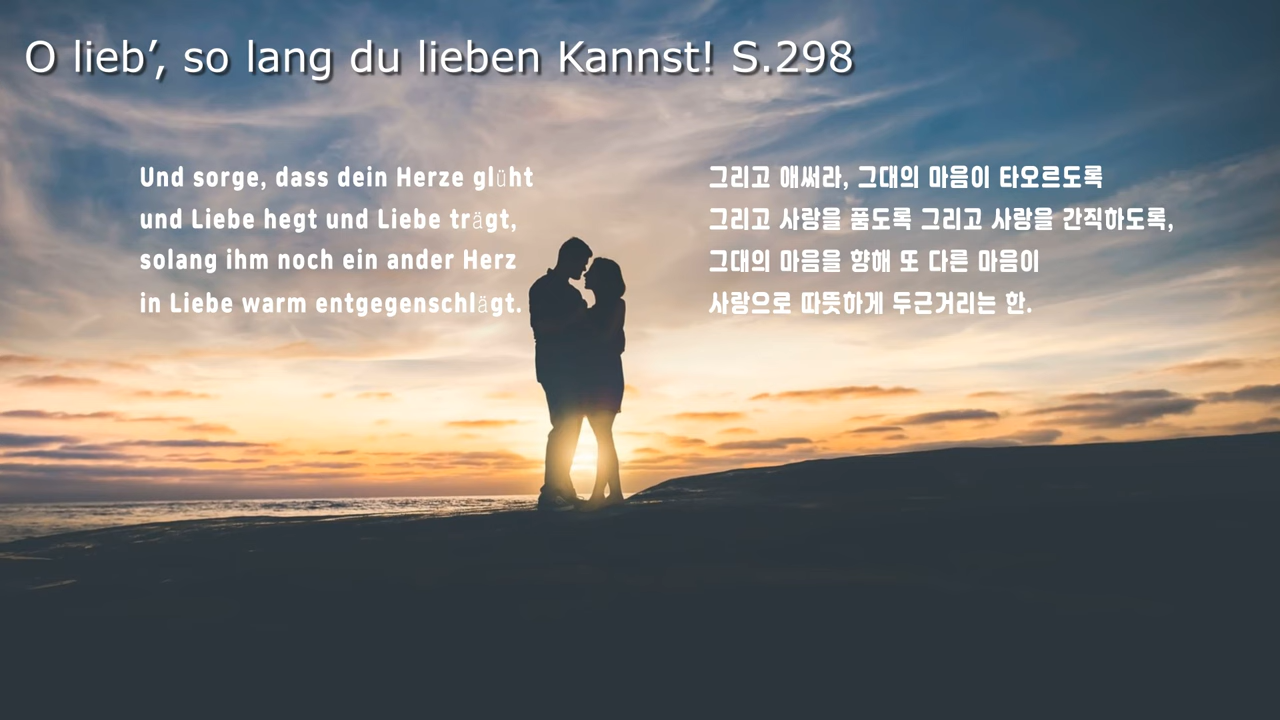 O lieb’, so lang du lieben Kannst! S.298
Und sorge, dass dein Herze glüht
und Liebe hegt und Liebe trägt,
solang ihm noch ein ander Herz
in Liebe warm entgegenschlägt.
그리고 애써라, 그대의 마음이 타오르도록
그리고 사랑을 품도록 그리고 사랑을 간직하도록,
그대의 마음을 향해 또 다른 마음이
사랑으로 따뜻하게 두근거리는 한.